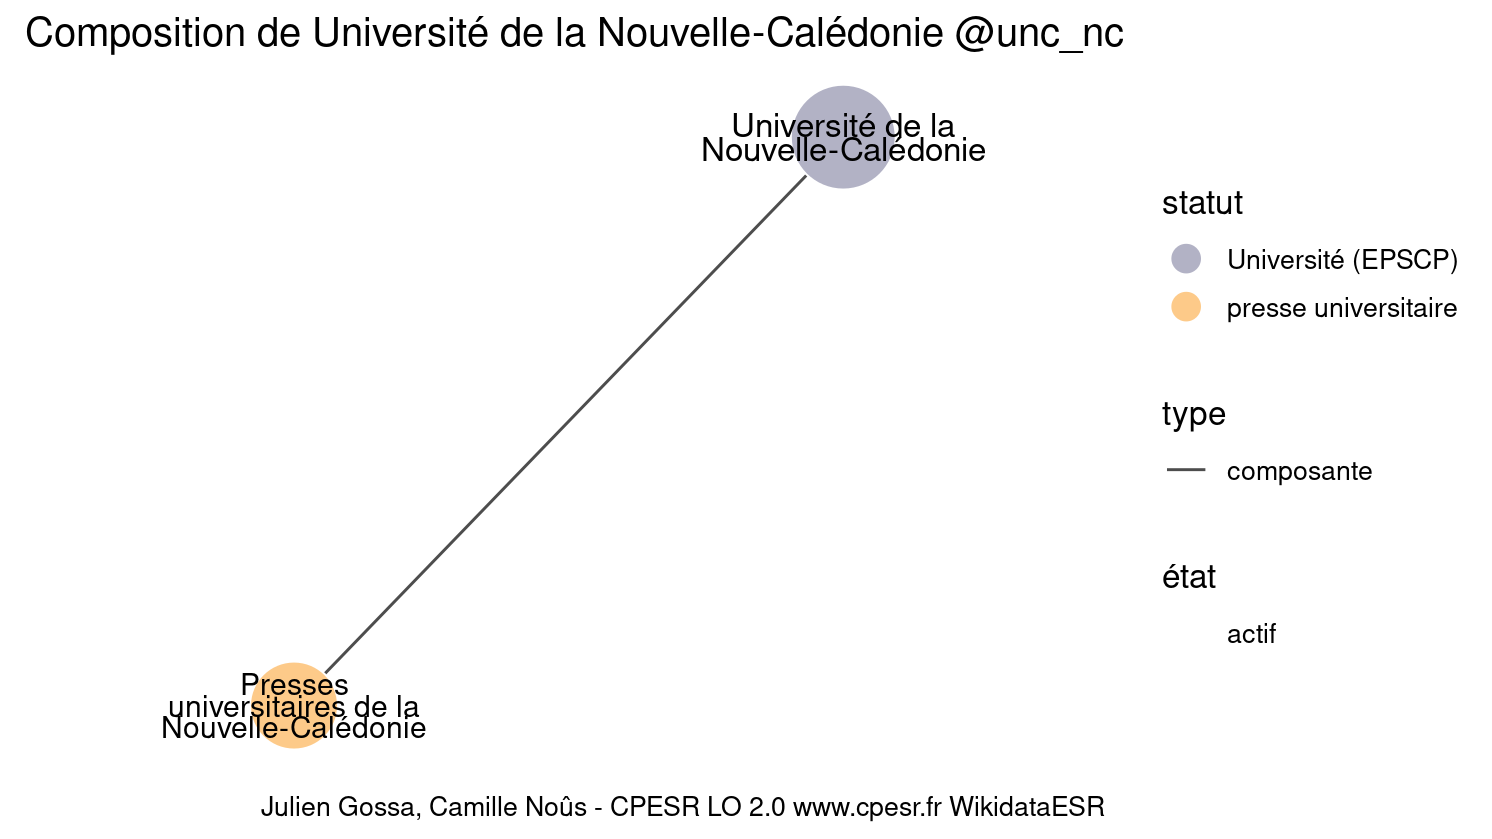 Composition de Université de la Nouvelle-Calédonie @unc_nc
Université de la
Nouvelle-Calédonie
statut
Université (EPSCP)
presse universitaire
type
composante
état
actif
Presses
universitaires de la
Nouvelle-Calédonie
Julien Gossa, Camille Noûs - CPESR LO 2.0 www.cpesr.fr WikidataESR